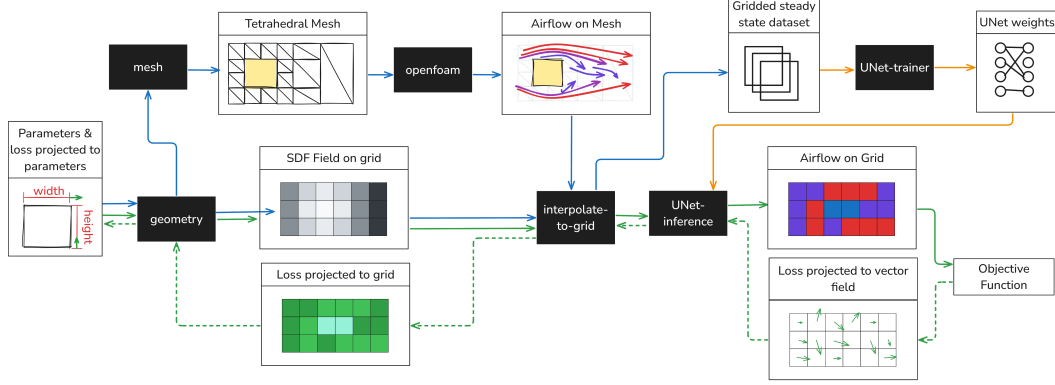 Tetrahedral Mesh
Airflow on Mesh
Gridded steady
state dataset
UNet weights
mesh
openfoam
UNet-trainer
Parameters &
loss projected to
parameters
width
height
geometry
SDF Field on grid
interpolate-
to-grid
UNet-
inference
Airflow on Grid
Loss projected to grid
Loss projected to vector
field
Objective
Function